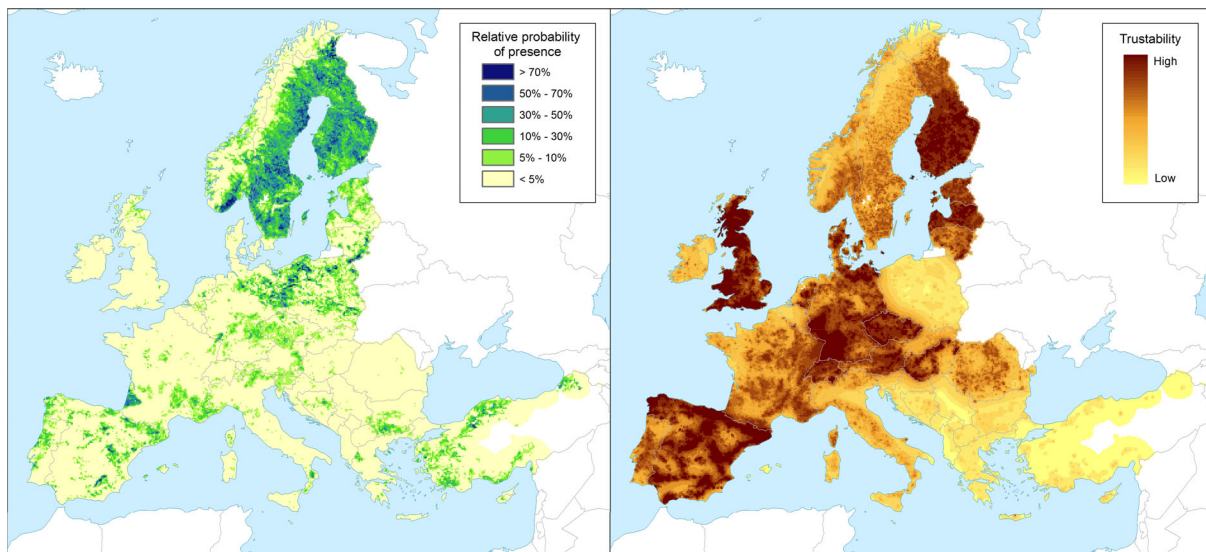 Relative probability
of presence
> 70%
50% - 70%
30% - 50%
10% - 30%
5% - 10%
< 5%
Trustability
High
Low